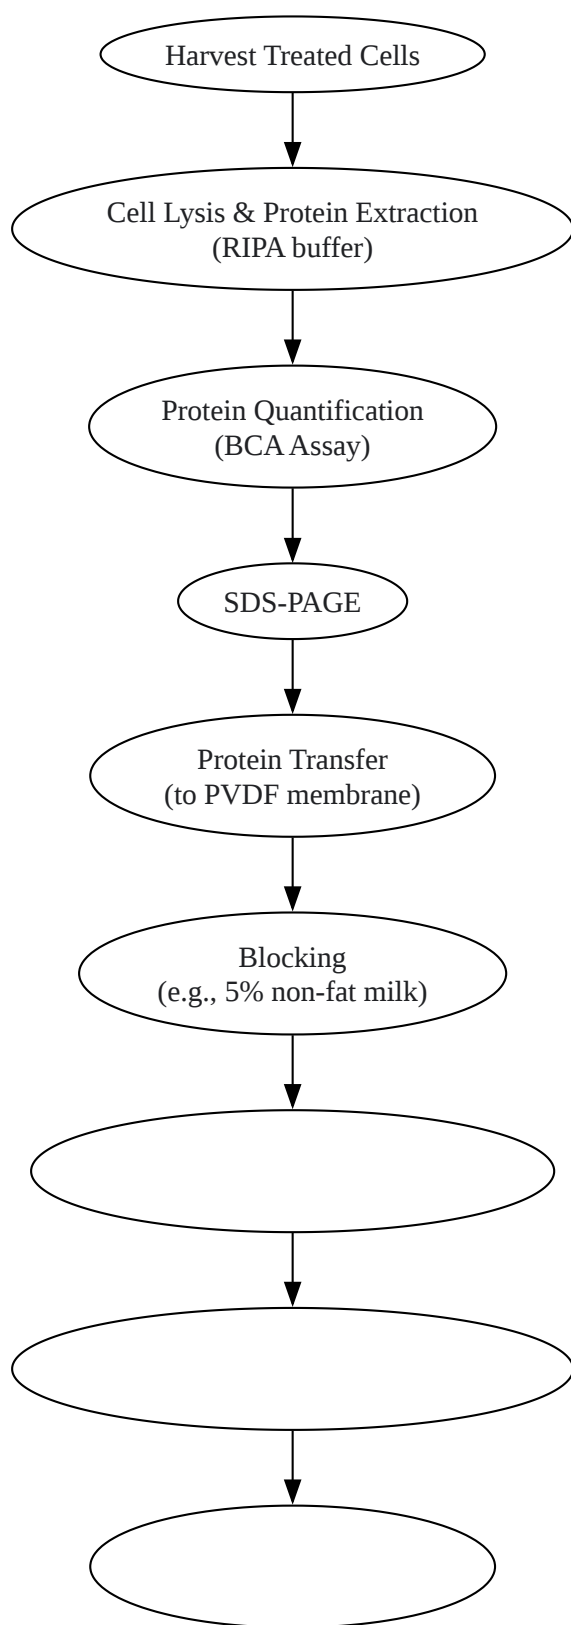 Harvest Treated Cells
Cell Lysis & Protein Extraction
(RIPA buffer)
Protein Quantification
(BCA Assay)
SDS-PAGE
Protein Transfer
(to PVDF membrane)
Blocking
(e.g., 5% non-fat milk)